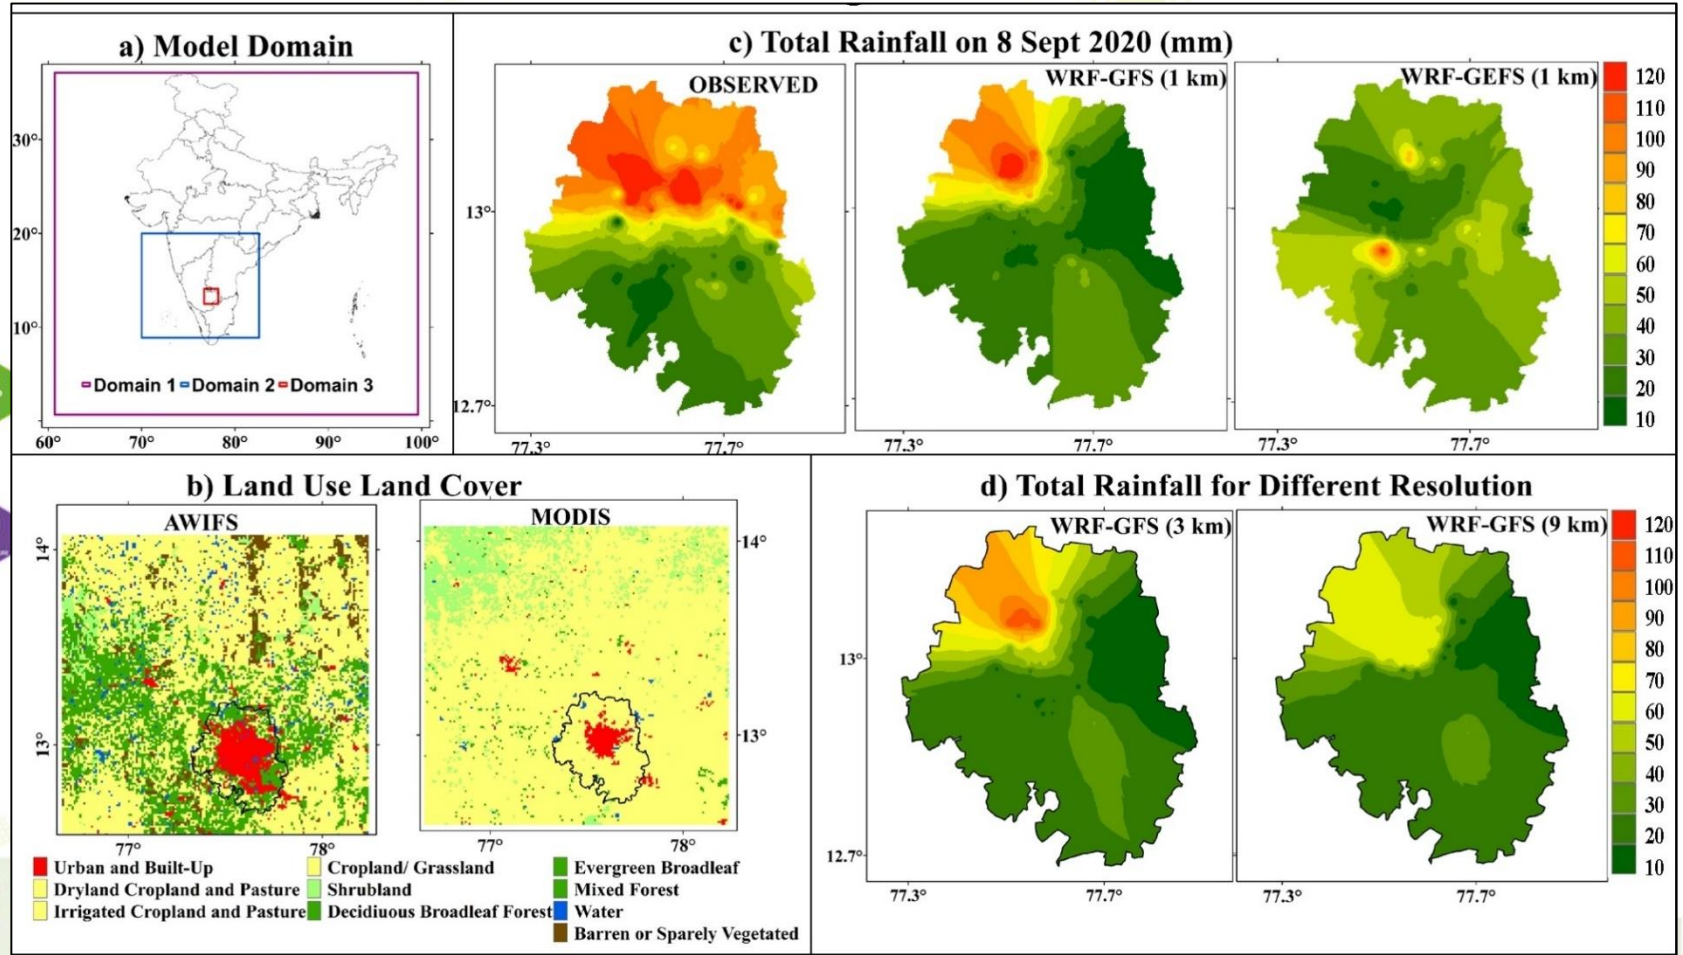 a) Model Domain
30°
20°
10°
Domain 1 Domain 2 Domain 3
60° 70° 80° 90° 100°
c) Total Rainfall on 8 Sept 2020 (mm)
OBSERVED
WRF-GFS (1 km)
WRF-GEFS (1 km)
13°
12.7°
77.3° 77.7°
77.3° 77.7°
77.3° 77.7°
120
110
100
90
80
70
60
50
40
30
20
10
b) Land Use Land Cover
AWIFS
MODIS
14°
13°
14°
13°
77° 78°
77° 78°
Urban and Built-Up
Dryland Cropland and Pasture
Irrigated Cropland and Pasture
Cropland/ Grassland
Shrubland
Decidiuous Broadleaf Forest
Evergreen Broadleaf
Mixed Forest
Water
Barren or Sparely Vegetated
d) Total Rainfall for Different Resolution
WRF-GFS (3 km)
WRF-GFS (9 km)
13°
12.7°
77.3° 77.7°
77.3° 77.7°
120
110
100
90
80
70
60
50
40
30
20
10